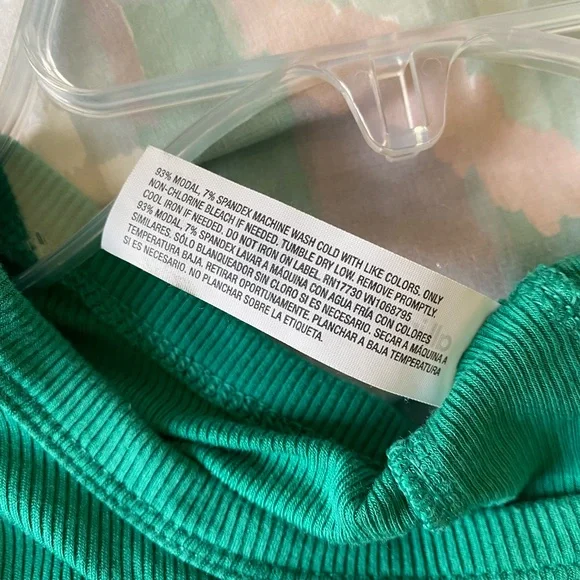 93% MODAL, 7% SPANDEX MACHINE WASH COLD WITH LIKE COLORS. ONLY
NON-CHLORINE BLEACH IF NEEDED. TUMBLE DRY LOW. REMOVE PROMPTLY.
COOL IRON IF NEEDED. DO NOT IRON ON LABEL. RN17730 VN1068795
93% MODAL, 7% SPANDEX LAVAR A MÁQUINA CON AGUA FRÍA CON COLORES
SIMILARES. SÓLO BLANQUEADOR SIN CLORO SI ES NECESARIO. SECAR A MÁQUINA A
TEMPERATURA BAJA. RETIRAR OPORTUNAMENTE. PLANCHAR A BAJA TEMPERATURA
SI ES NECESARIO. NO PLANCHAR SOBRE LA ETIQUETA.